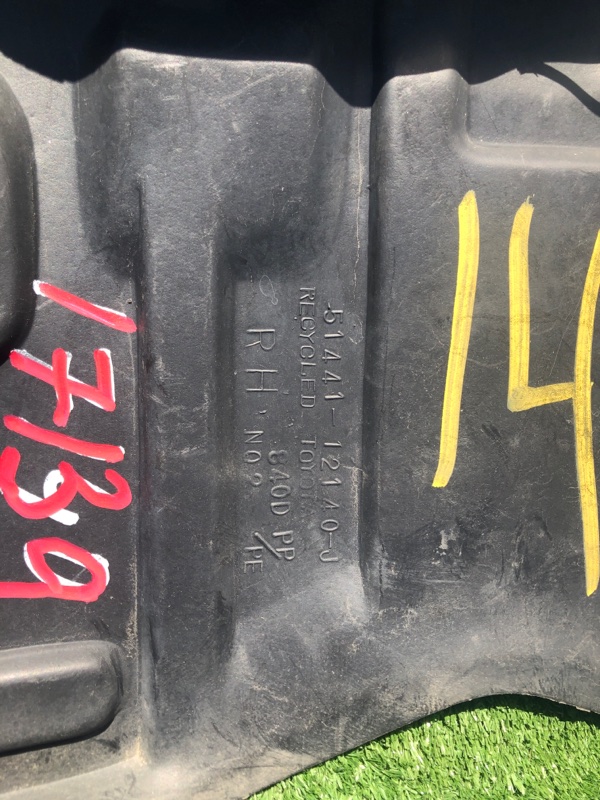 51441-12140-J
RECYCLED TOYOTA
RH 840D PP/PE
NO2
17139
14